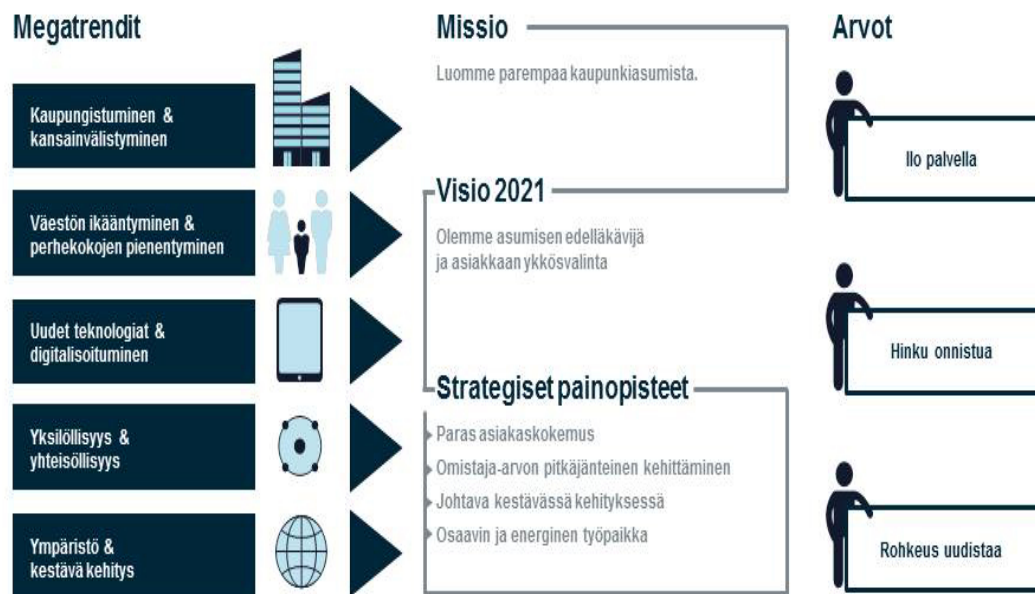 Megatrendit
Kaupungistuminen &
kansainvälistyminen
Väestön ikääntyminen &
perhekokojen pienentyminen
Uudet teknologiat &
digitalisoituminen
Yksilöllisyys &
yhteisöllisyys
Ympäristö &
kestävä kehitys
Missio
Luomme parempaa kaupunkiasumista.
Visio 2021
Olemme asumisen edelläkävijä
ja asiakkaan ykkösvalinta
Strategiset painopisteet
Paras asiakaskokemus
Omistaja-arvon pitkäjänteinen kehittäminen
Johtava kestävässä kehityksessä
Osaavin ja energinen työpaikka
Arvot
Ilo palvella
Hinku onnistua
Rohkeus uudistaa